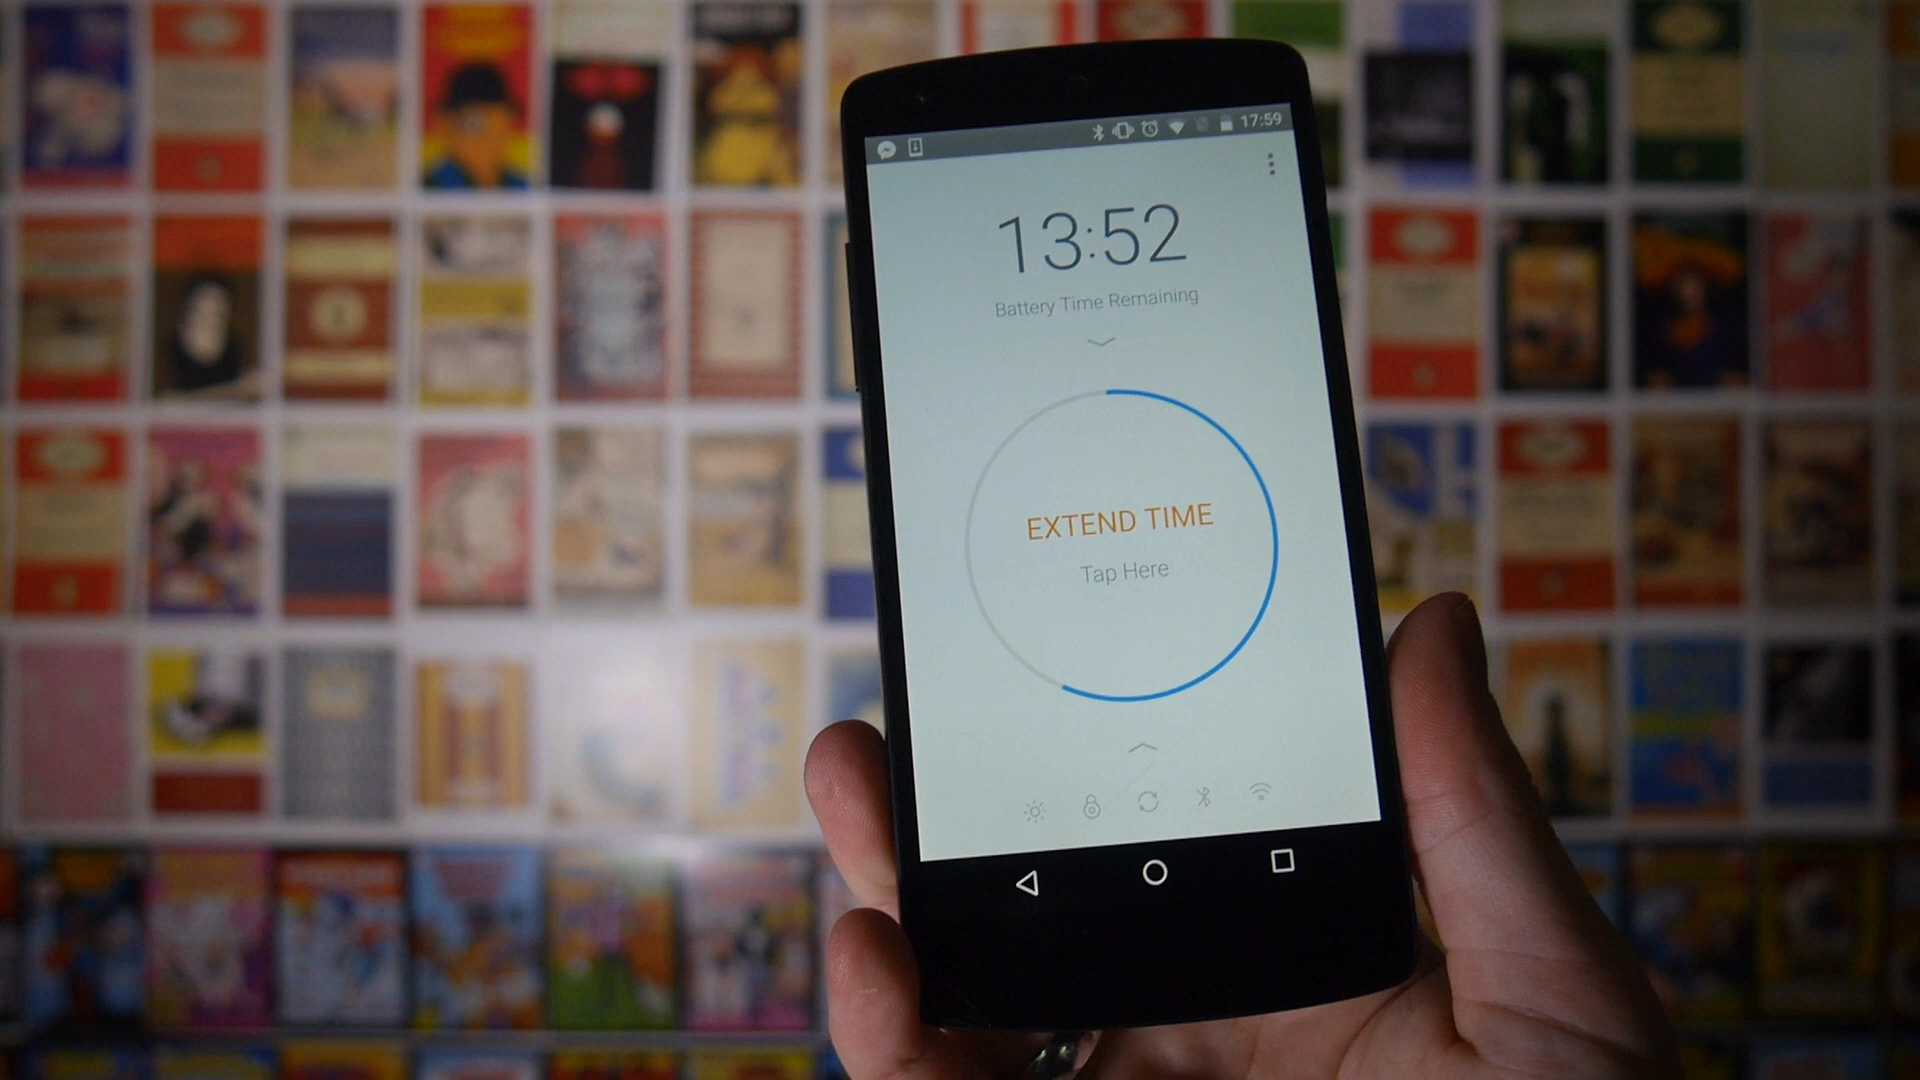 17:59
13:52
Battery Time Remaining
EXTEND TIME
Tap Here